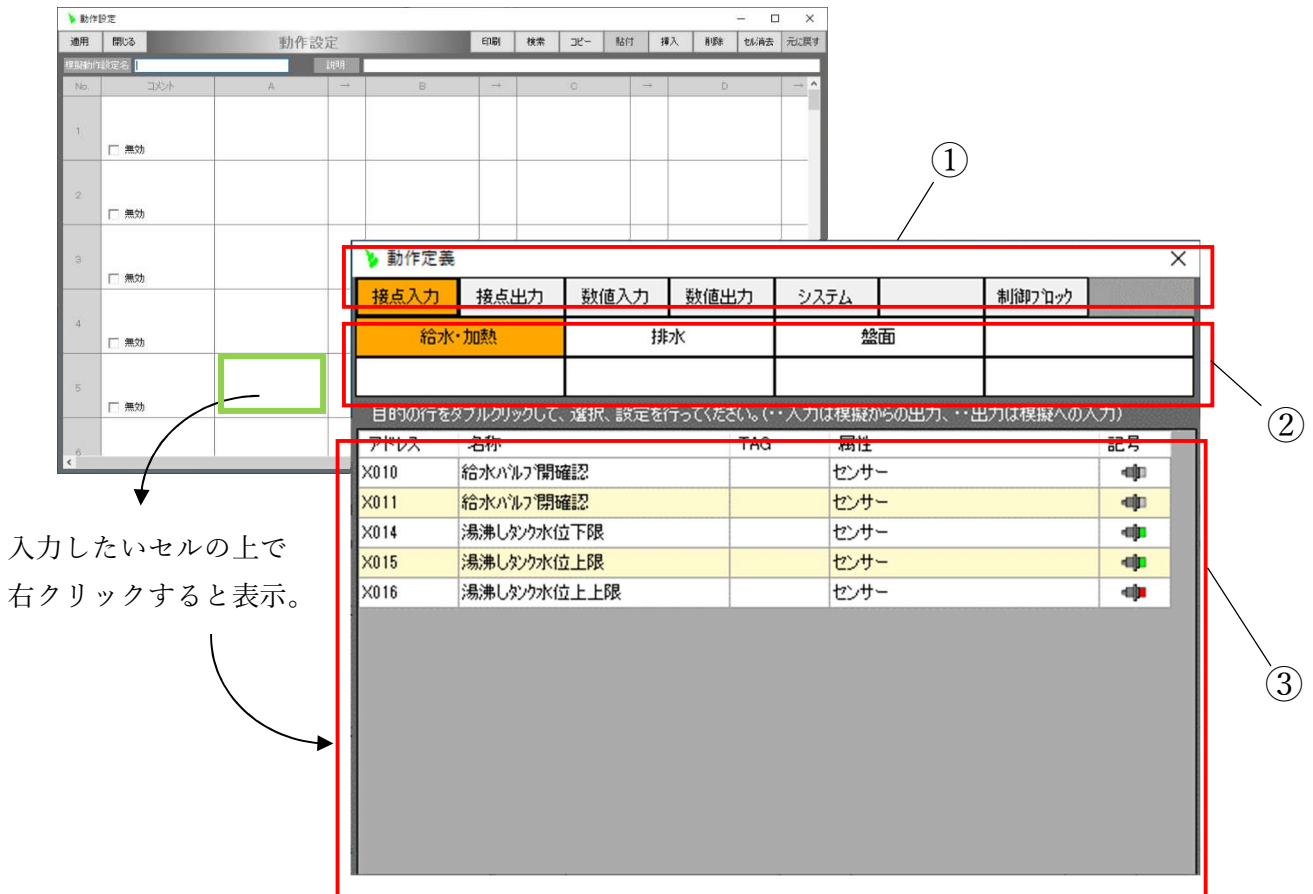 動作設定
適用 閉じる 動作設定 印刷 検索 コピー 貼付 挿入 削除 セル消去 元に戻す
模擬動作設定名 説明
No. コメント A → B → C → D →
1
無効
2
無効
3
無効
4
無効
5
無効
6
①
動作定義
接点入力 接点出力 数値入力 数値出力 システム 制御ブロック
給水・加熱 排水 盤面
②
目的の行をダブルクリックして、選択、設定を行ってください。(・・入力は模擬からの出力、・・出力は模擬への入力)
アドレス 名称 TAG 属性 記号
X010 給水バルブ開確認 センサー
X011 給水バルブ閉確認 センサー
X014 湯沸しタンク水位下限 センサー
X015 湯沸しタンク水位上限 センサー
X016 湯沸しタンク水位上上限 センサー
③
入力したいセルの上で
右クリックすると表示。